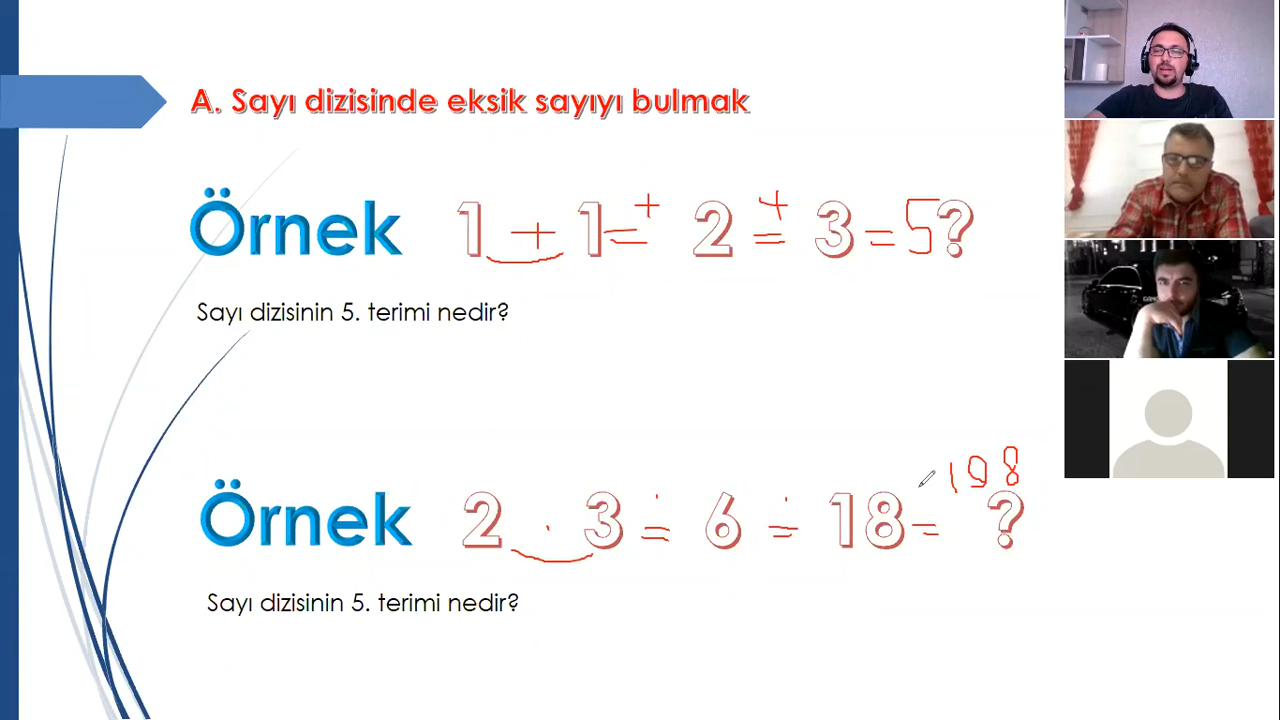 A. Sayı dizisinde eksik sayıyı bulmak
Örnek 1 + 1 = + 2 = + 3 = 5 ?
Sayı dizisinin 5. terimi nedir?
198
Örnek 2 . 3 = . 6 = . 18 = ?
Sayı dizisinin 5. terimi nedir?